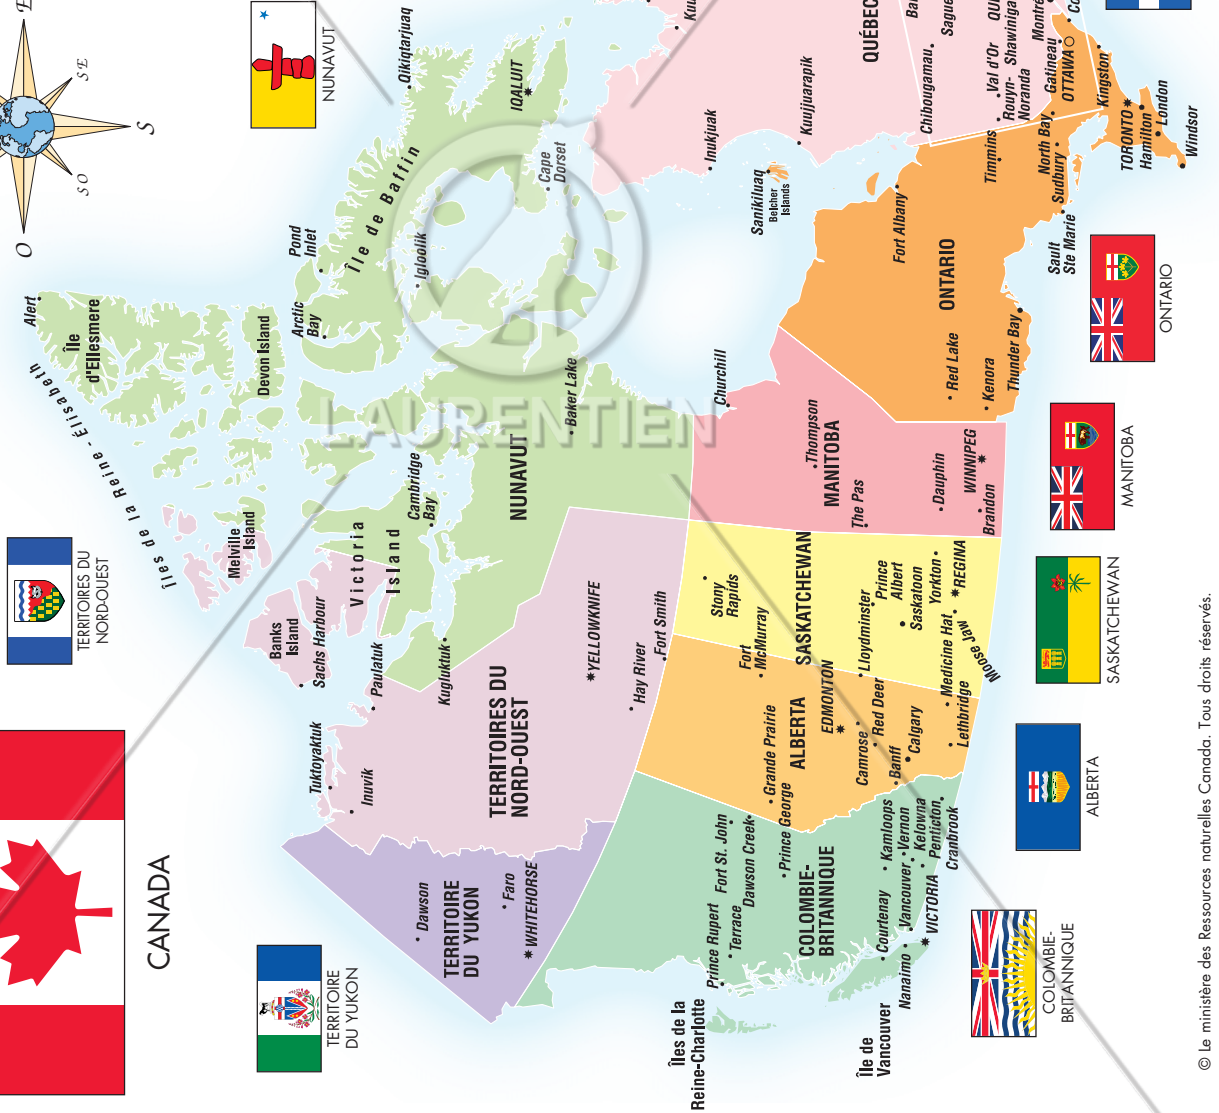 CANADA
TERRITOIRE
DU YUKON
TERRITOIRES DU
NORD-OUEST
NUNAVUT
COLOMBIE-
BRITANNIQUE
ALBERTA
SASKATCHEWAN
MANITOBA
ONTARIO
E
SE
S
SO
O
LAURENTIEN
Îles de la Reine - Elisabeth
Alert
Île
d'Ellesmere
Devon Island
Arctic
Bay
Pond
Inlet
Île de Baffin
Qikiqtarjuaq
IQALUIT
Cape
Dorset
Igloolik
Melville
Island
Banks
Island
Sachs Harbour
Victoria
Island
Cambridge
Bay
Kugluktuk
Paulatuk
Tuktoyaktuk
Inuvik
NUNAVUT
Baker Lake
TERRITOIRES DU
NORD-OUEST
YELLOWKNIFE
Hay River
Fort Smith
TERRITOIRE
DU YUKON
Dawson
Faro
WHITEHORSE
COLOMBIE-
BRITANNIQUE
Îles de la
Reine-Charlotte
Île de
Vancouver
Prince Rupert
Terrace
Fort St. John
Dawson Creek
Prince George
Courtenay
Nanaimo
Vancouver
VICTORIA
Kamloops
Vernon
Kelowna
Penticton
Cranbrook
ALBERTA
Grande Prairie
Fort
McMurray
EDMONTON
Camrose
Red Deer
Banff
Calgary
Lethbridge
Medicine Hat
SASKATCHEWAN
Stony
Rapids
Lloydminster
Prince
Albert
Saskatoon
Yorkton
REGINA
Moose Jaw
MANITOBA
Churchill
Thompson
The Pas
Dauphin
WINNIPEG
Brandon
ONTARIO
Red Lake
Kenora
Thunder Bay
Fort Albany
Timmins
Sault
Ste Marie
Sudbury
North Bay
OTTAWA
Kingston
TORONTO
Hamilton
London
Windsor
QUÉBEC
Inukjuak
Kuujjuarapik
Sanikiluaq
Belcher
Islands
Chibougamau
Val d'Or
Rouyn-
Noranda
Gatineau
© Le ministère des Ressources naturelles Canada. Tous droits réservés.